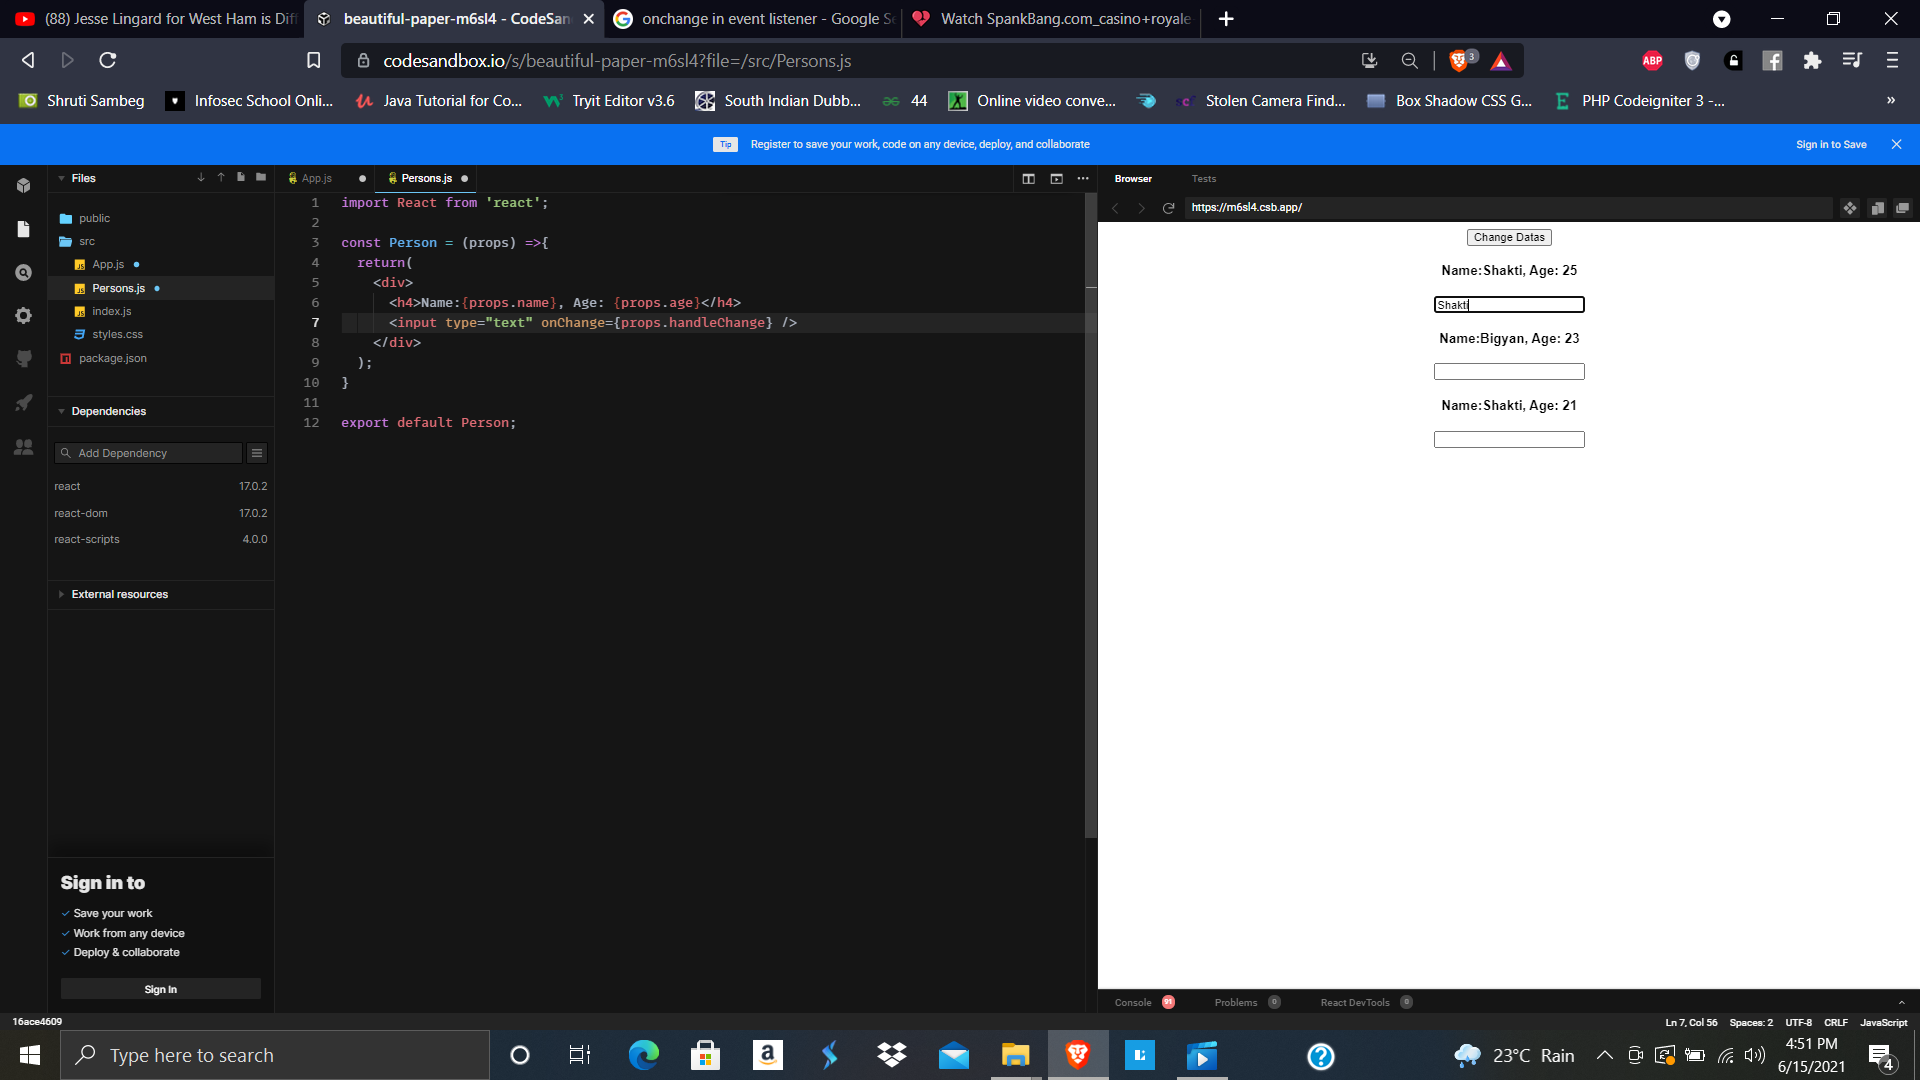 (88) Jesse Lingard for West Ham is Diff
beautiful-paper-m6sl4 - CodeSan
onchange in event listener - Google Se
Watch SpankBang.com_casino+royale
codesandbox.io/s/beautiful-paper-m6sl4?file=/src/Persons.js
3
ABP
Shruti Sambeg
Infosec School Onli...
Java Tutorial for Co...
Tryit Editor v3.6
South Indian Dubb...
44
Online video conve...
Stolen Camera Find...
Box Shadow CSS G...
PHP Codeigniter 3 -...
»
Tip Register to save your work, code on any device, deploy, and collaborate
Sign in to Save
Files
public
src
App.js
Persons.js
index.js
styles.css
package.json
Dependencies
Add Dependency
react 17.0.2
react-dom 17.0.2
react-scripts 4.0.0
External resources
Sign in to
Save your work
Work from any device
Deploy & collaborate
Sign In
16ace4609
App.js
Persons.js
1 import React from 'react';
2
3 const Person = (props) =>{
4 return(
5 <div>
6 <h4>Name:{props.name}, Age: {props.age}</h4>
7 <input type="text" onChange={props.handleChange} />
8 </div>
9 );
10 }
11
12 export default Person;
Browser
Tests
https://m6sl4.csb.app/
Change Datas
Name:Shakti, Age: 25
Shakti
Name:Bigyan, Age: 23
Name:Shakti, Age: 21
Console 91
Problems 0
React DevTools 0
Ln 7, Col 56 Spaces: 2 UTF-8 CRLF JavaScript
Type here to search
23°C Rain
4:51 PM
6/15/2021
4